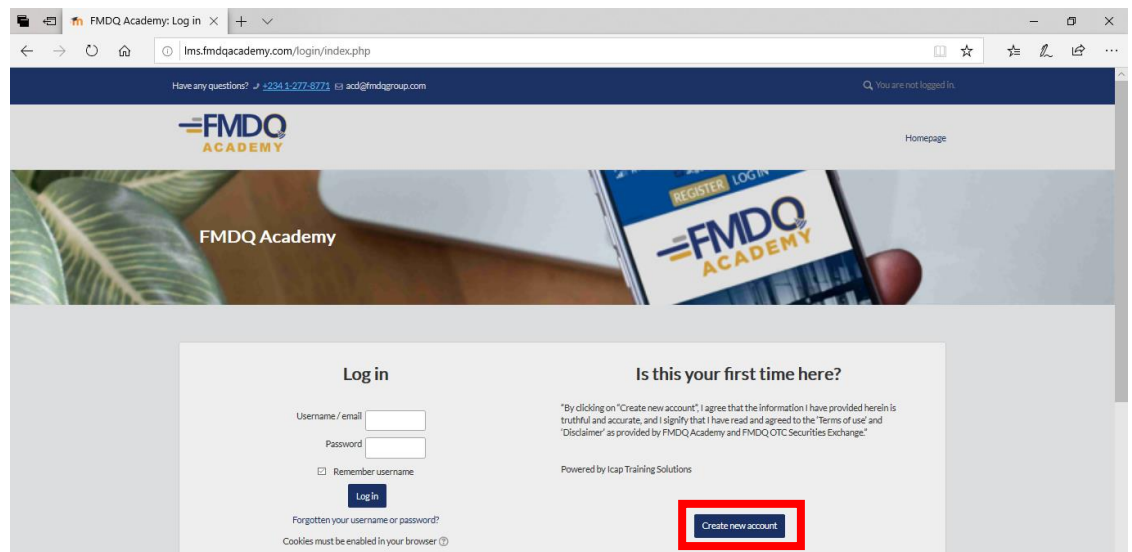 FMDQ Academy: Log in
lms.fmdqacademy.com/login/index.php
Have any questions? +234 1-277-8771 acd@fmdqgroup.com
You are not logged in.
FMDQ
ACADEMY
Homepage
REGISTER LOGIN
FMDQ
ACADEMY
FMDQ Academy
Log in
Username / email
Password
Remember username
Log in
Forgotten your username or password?
Cookies must be enabled in your browser
Is this your first time here?
"By clicking on "Create new account", I agree that the information I have provided herein is
truthful and accurate, and I signify that I have read and agreed to the 'Terms of use' and
'Disclaimer' as provided by FMDQ Academy and FMDQ OTC Securities Exchange."
Powered by Icap Training Solutions
Create new account